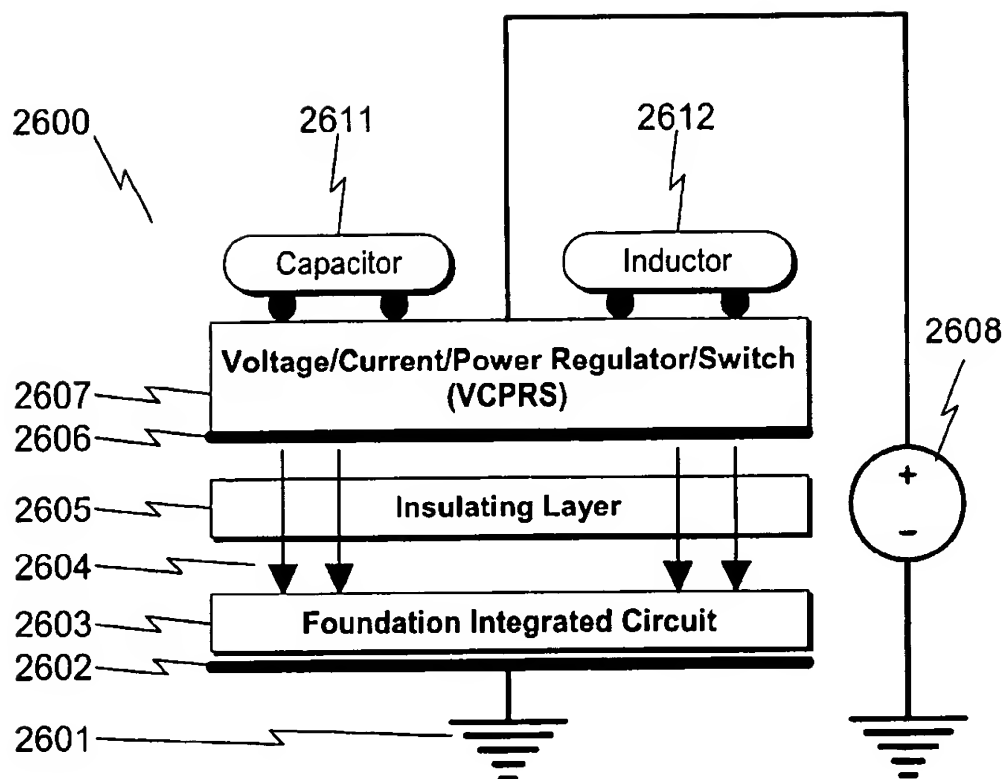 2600
2611
2612
Capacitor
Inductor
2608
Voltage/Current/Power Regulator/Switch
(VCPRS)
2607
2606
+
-
2605
Insulating Layer
2604
2603
Foundation Integrated Circuit
2602
2601